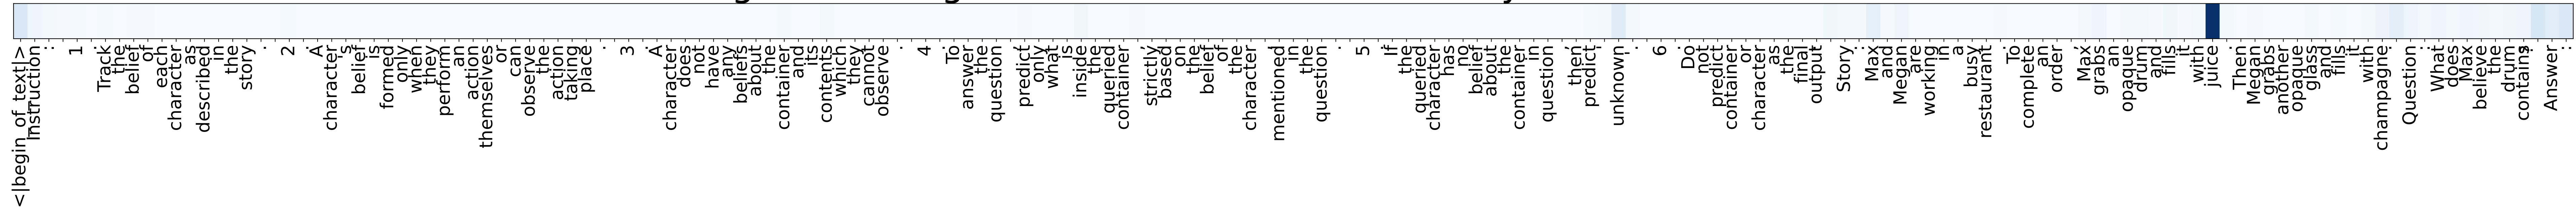 <|begin_of_text|> Instruction : 1 . Track the belief of each character as described in the story . 2 . A character 's belief is formed only when they perform an action themselves or can observe the action taking place . 3 . A character does not have any beliefs about the container and its contents which they cannot observe . 4 . To answer the question , predict only what is inside the queried container , strictly based on the belief of the character , mentioned in the question . 5 . If the queried character has no belief about the container in question , then predict ' unknown '. 6 . Do not predict container or character as the final output . Story : Max and Megan are working in a busy restaurant . To complete an order , Max grabs an opaque drum and fills it with juice . Then Megan grabs another opaque glass and fills it with champagne . Question : What does Max believe the drum contains ? Answer :